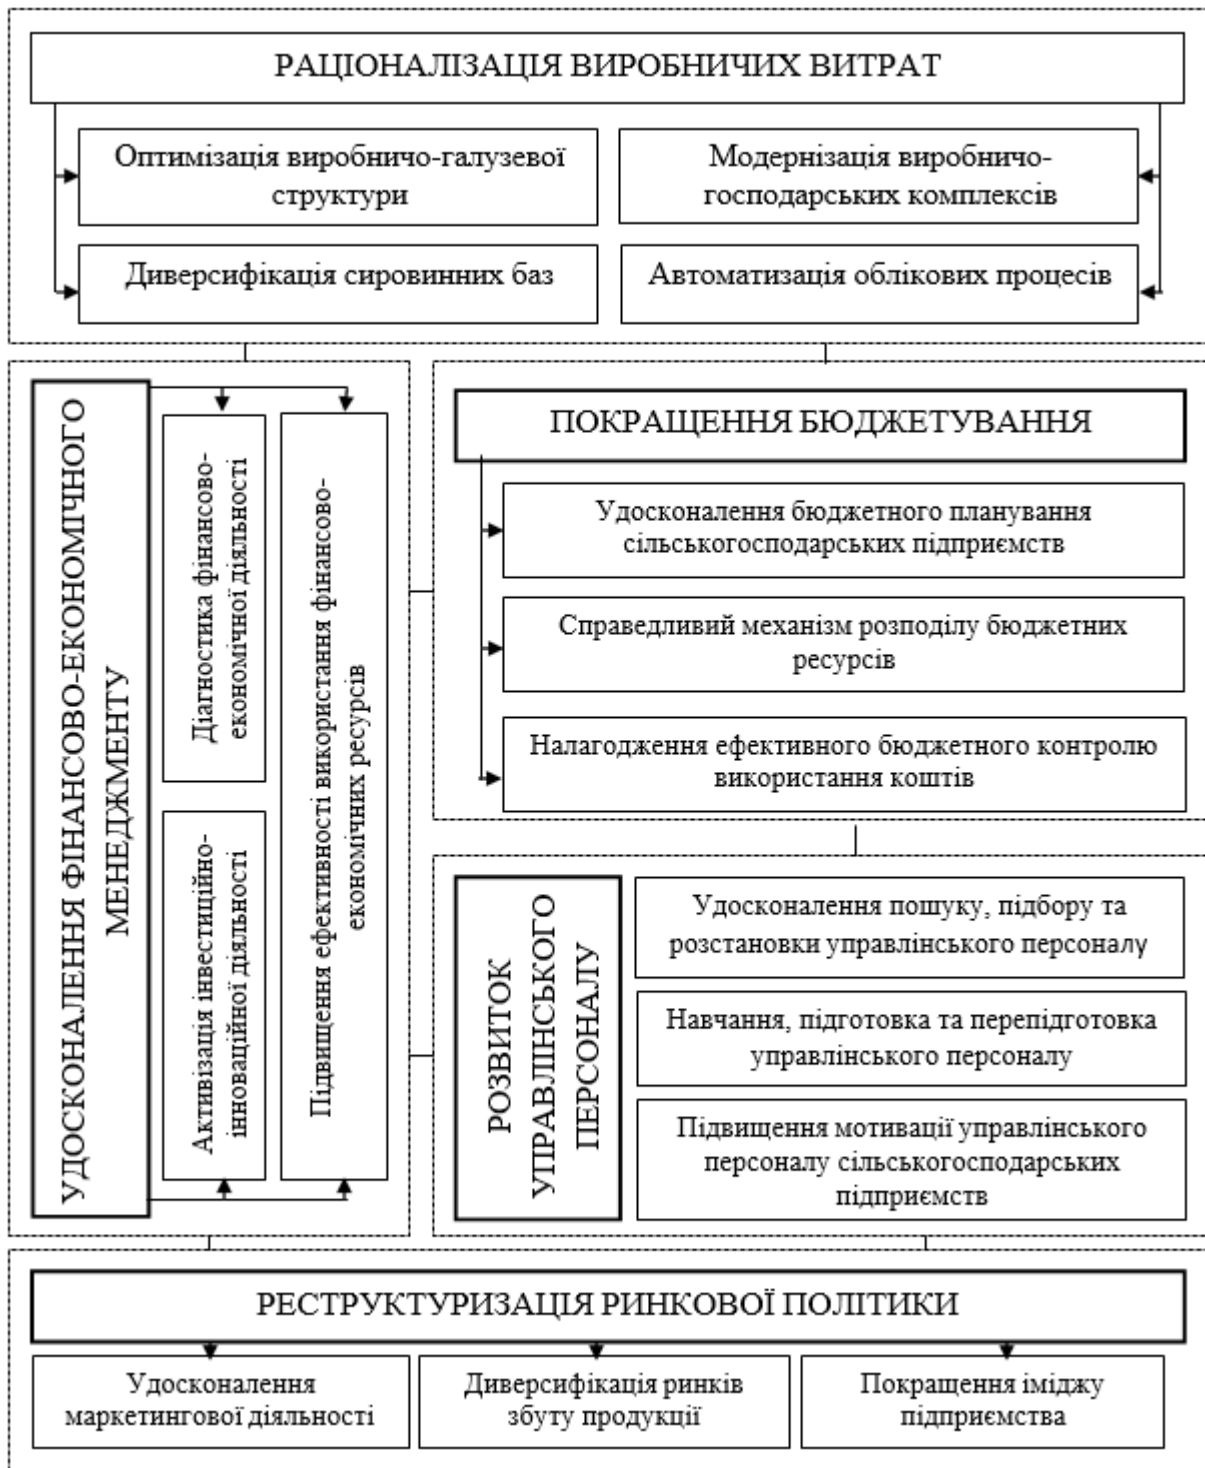 РАЦІОНАЛІЗАЦІЯ ВИРОБНИЧИХ ВИТРАТ
Оптимізація виробничо-галузевої
структури
Модернізація виробничо-
господарських комплексів
Диверсифікація сировинних баз
Автоматизація облікових процесів
УДОСКОНАЛЕННЯ ФІНАНСОВО-ЕКОНОМІЧНОГО
МЕНЕДЖМЕНТУ
Діагностика фінансово-
економічної діяльності
Активізація інвестиційно-
інноваційної діяльності
Підвищення ефективності використання фінансово-
економічних ресурсів
ПОКРАЩЕННЯ БЮДЖЕТУВАННЯ
Удосконалення бюджетного планування
сільськогосподарських підприємств
Справедливий механізм розподілу бюджетних
ресурсів
Налагодження ефективного бюджетного контролю
використання коштів
РОЗВИТОК
УПРАВЛІНСЬКОГО
ПЕРСОНАЛУ
Удосконалення пошуку, підбору та
розстановки управлінського персоналу
Навчання, підготовка та перепідготовка
управлінського персоналу
Підвищення мотивації управлінського
персоналу сільськогосподарських
підприємств
РЕСТРУКТУРИЗАЦІЯ РИНКОВОЇ ПОЛІТИКИ
Удосконалення
маркетингової діяльності
Диверсифікація ринків
збуту продукції
Покращення іміджу
підприємства